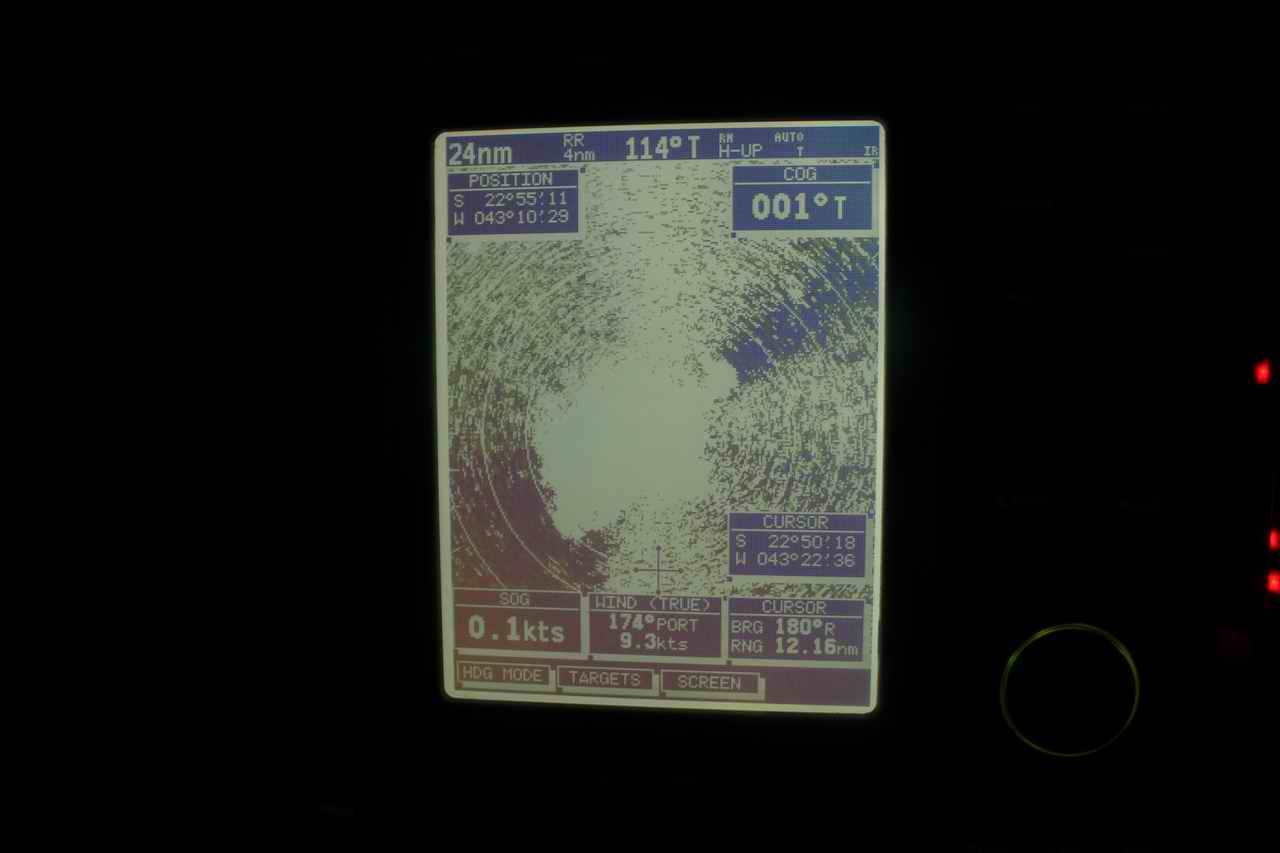 24nm RR 4nm 114°T RM H-UP AUTO T IR
POSITION
S 22°55'.11
W 043°10'.29
COG
001°T
CURSOR
S 22°50'.18
W 043°22'.36
SOG
0.1kts
WIND (TRUE)
174°PORT
9.3kts
CURSOR
BRG 180°R
RNG 12.16nm
HDG MODE TARGETS SCREEN